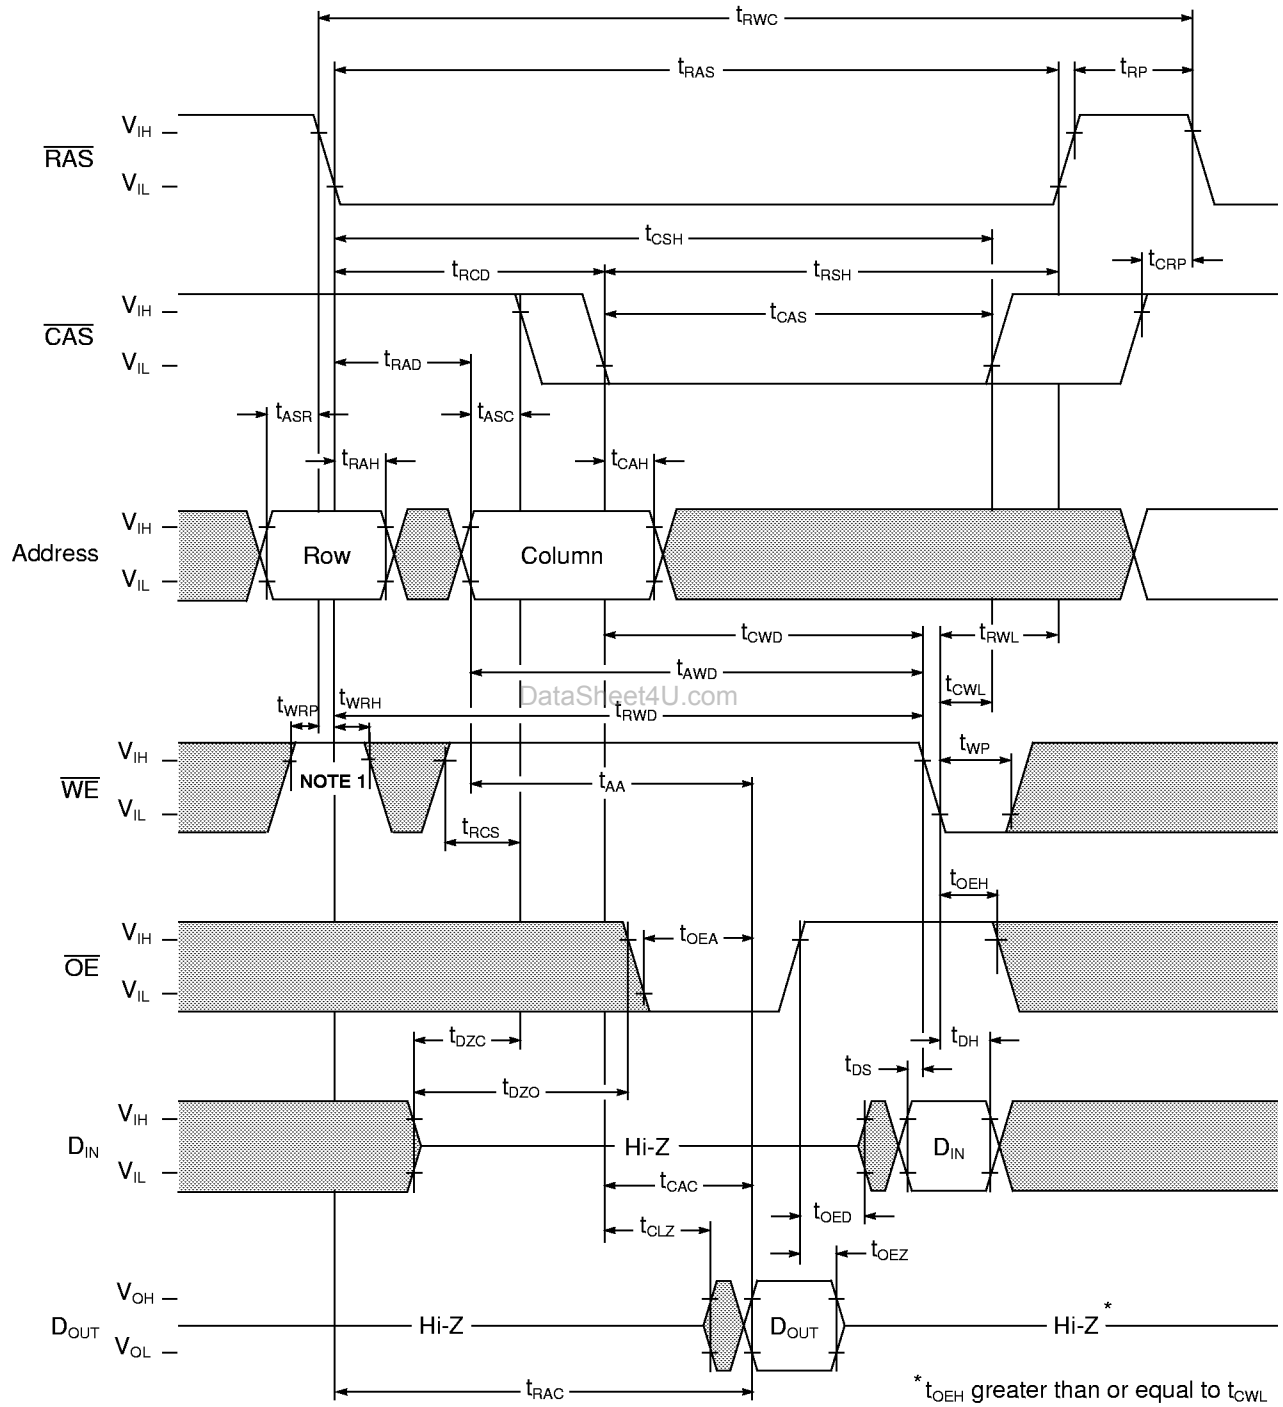 tRWC
tRAS
tRP
VIH
RAS
VIL
tCSH
tRCD
tRSH
tCRP
VIH
CAS
VIL
tCAS
tRAD
tASR
tASC
tRAH
tCAH
VIH
Address
VIL
Row
Column
tCWD
tRWL
tAWD
tCWL
DataSheet4U.com
tWRP
tWRH
tRWD
VIH
WE
VIL
NOTE 1
tAA
tWP
tRCS
tOEH
VIH
OE
VIL
tOEA
tDZC
tDH
tDS
tDZO
VIH
DIN
VIL
Hi-Z
DIN
tCAC
tOED
tCLZ
tOEZ
VOH
DOUT
VOL
Hi-Z
DOUT
Hi-Z*
tRAC
* tOEH greater than or equal to tCWL